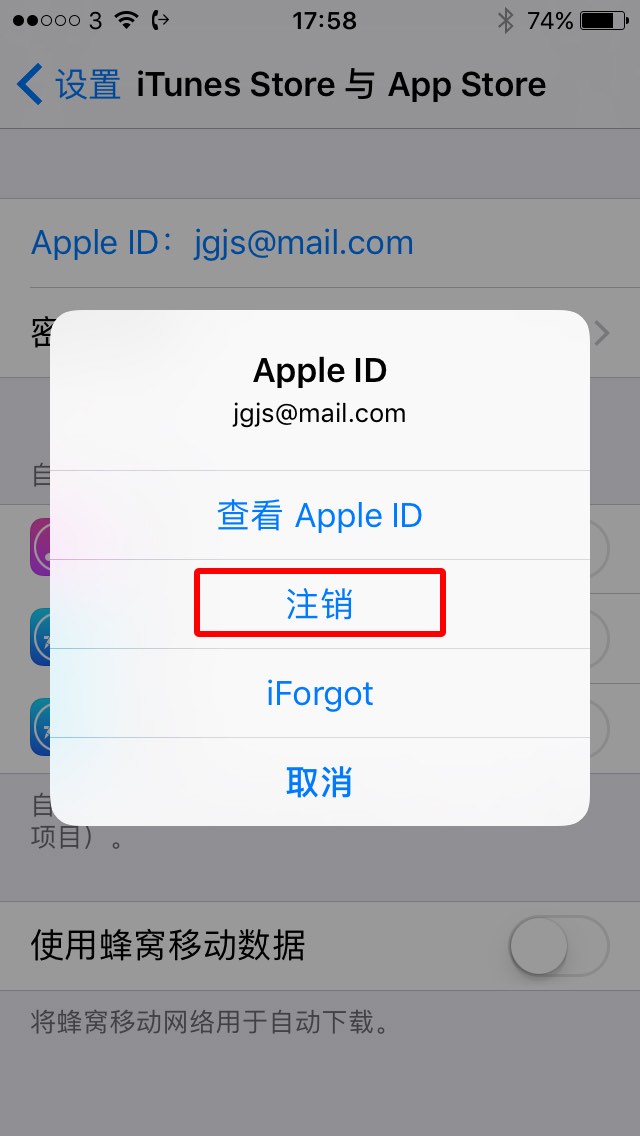 3 17:58 74%
设置 iTunes Store 与 App Store
Apple ID： jgjs@mail.com
密
Apple ID
jgjs@mail.com
自
查看 Apple ID
注销
iForgot
取消
自
项目）。
使用蜂窝移动数据
将蜂窝移动网络用于自动下载。